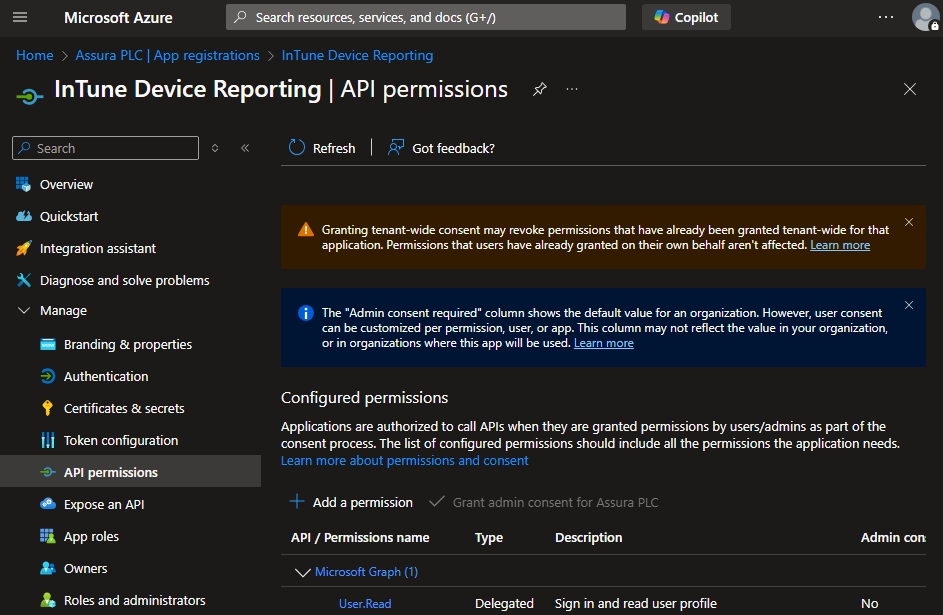 Microsoft Azure
Search resources, services, and docs (G+/)
Copilot
Home > Assura PLC | App registrations > InTune Device Reporting
InTune Device Reporting | API permissions
Search
Refresh
Got feedback?
Overview
Quickstart
Integration assistant
Diagnose and solve problems
Manage
Branding & properties
Authentication
Certificates & secrets
Token configuration
API permissions
Expose an API
App roles
Owners
Roles and administrators
Granting tenant-wide consent may revoke permissions that have already been granted tenant-wide for that
application. Permissions that users have already granted on their own behalf aren't affected. Learn more
The "Admin consent required" column shows the default value for an organization. However, user consent
can be customized per permission, user, or app. This column may not reflect the value in your organization,
or in organizations where this app will be used. Learn more
Configured permissions
Applications are authorized to call APIs when they are granted permissions by users/admins as part of the
consent process. The list of configured permissions should include all the permissions the application needs.
Learn more about permissions and consent
Add a permission
Grant admin consent for Assura PLC
API / Permissions name Type Description Admin con
Microsoft Graph (1)
User.Read Delegated Sign in and read user profile No